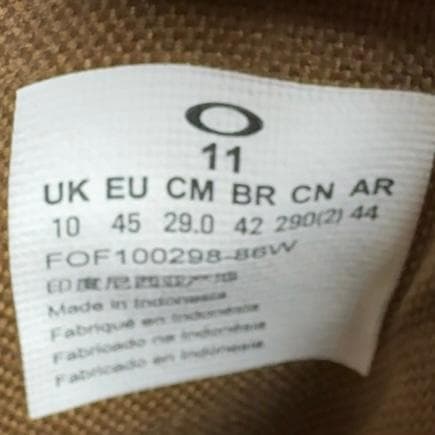 11
UK EU CM BR CN AR
10 45 29.0 42 290(2) 44
FOF100298-86W
印度尼西亚产地
Made in Indonesia
Fabriqué en Indonésie
Fabricado na Indonésia
Fabricado en Indonesia